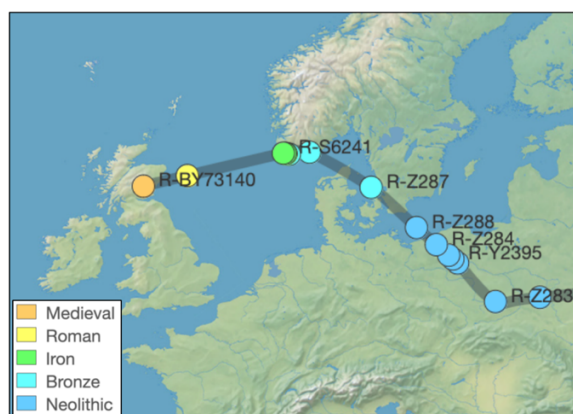 R-S6241
R-BY73140
R-Z287
R-Z288
R-Z284
R-Y2395
R-Z283
Medieval
Roman
Iron
Bronze
Neolithic